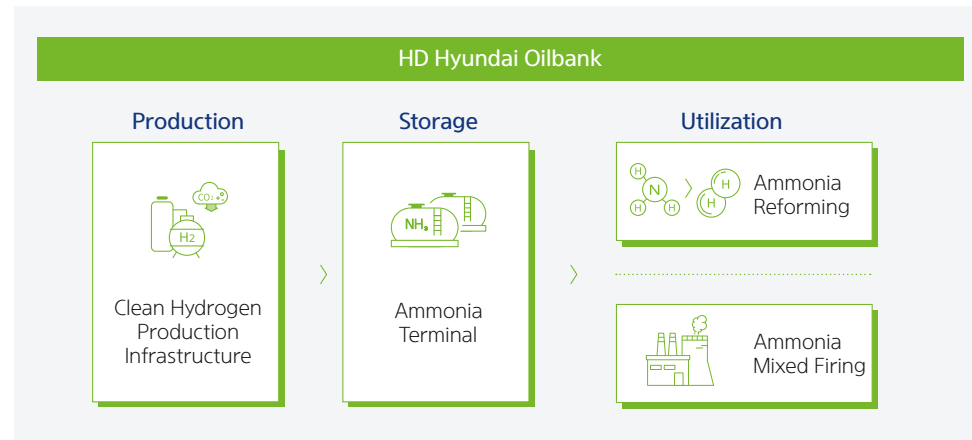 HD Hyundai Oilbank
Production
Storage
Utilization
CO₂
H2
Clean Hydrogen
Production
Infrastructure
NH₃
Ammonia
Terminal
H
N
H
H
H
H
Ammonia
Reforming
Ammonia
Mixed Firing